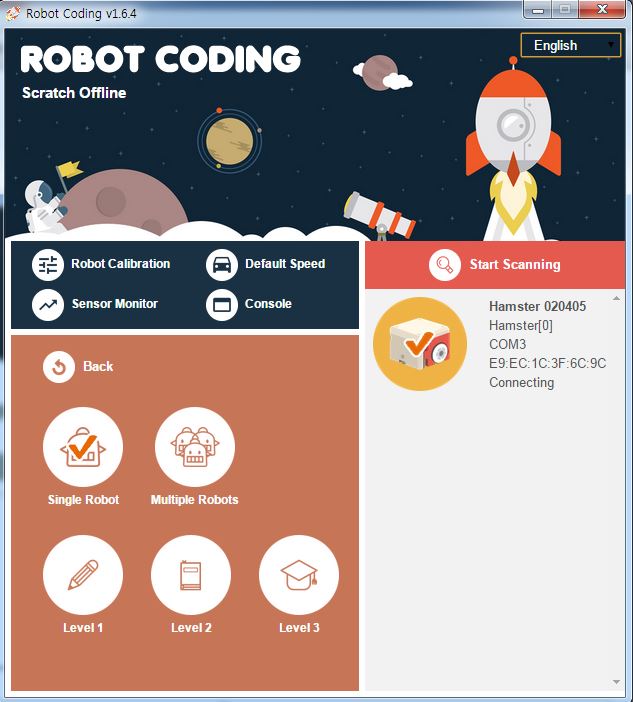 Robot Coding v1.6.4
ROBOT CODING
English
Scratch Offline
Robot Calibration
Default Speed
Sensor Monitor
Console
Start Scanning
Hamster 020405
Hamster[0]
COM3
E9:EC:1C:3F:6C:9C
Connecting
Back
Single Robot
Multiple Robots
Level 1
Level 2
Level 3